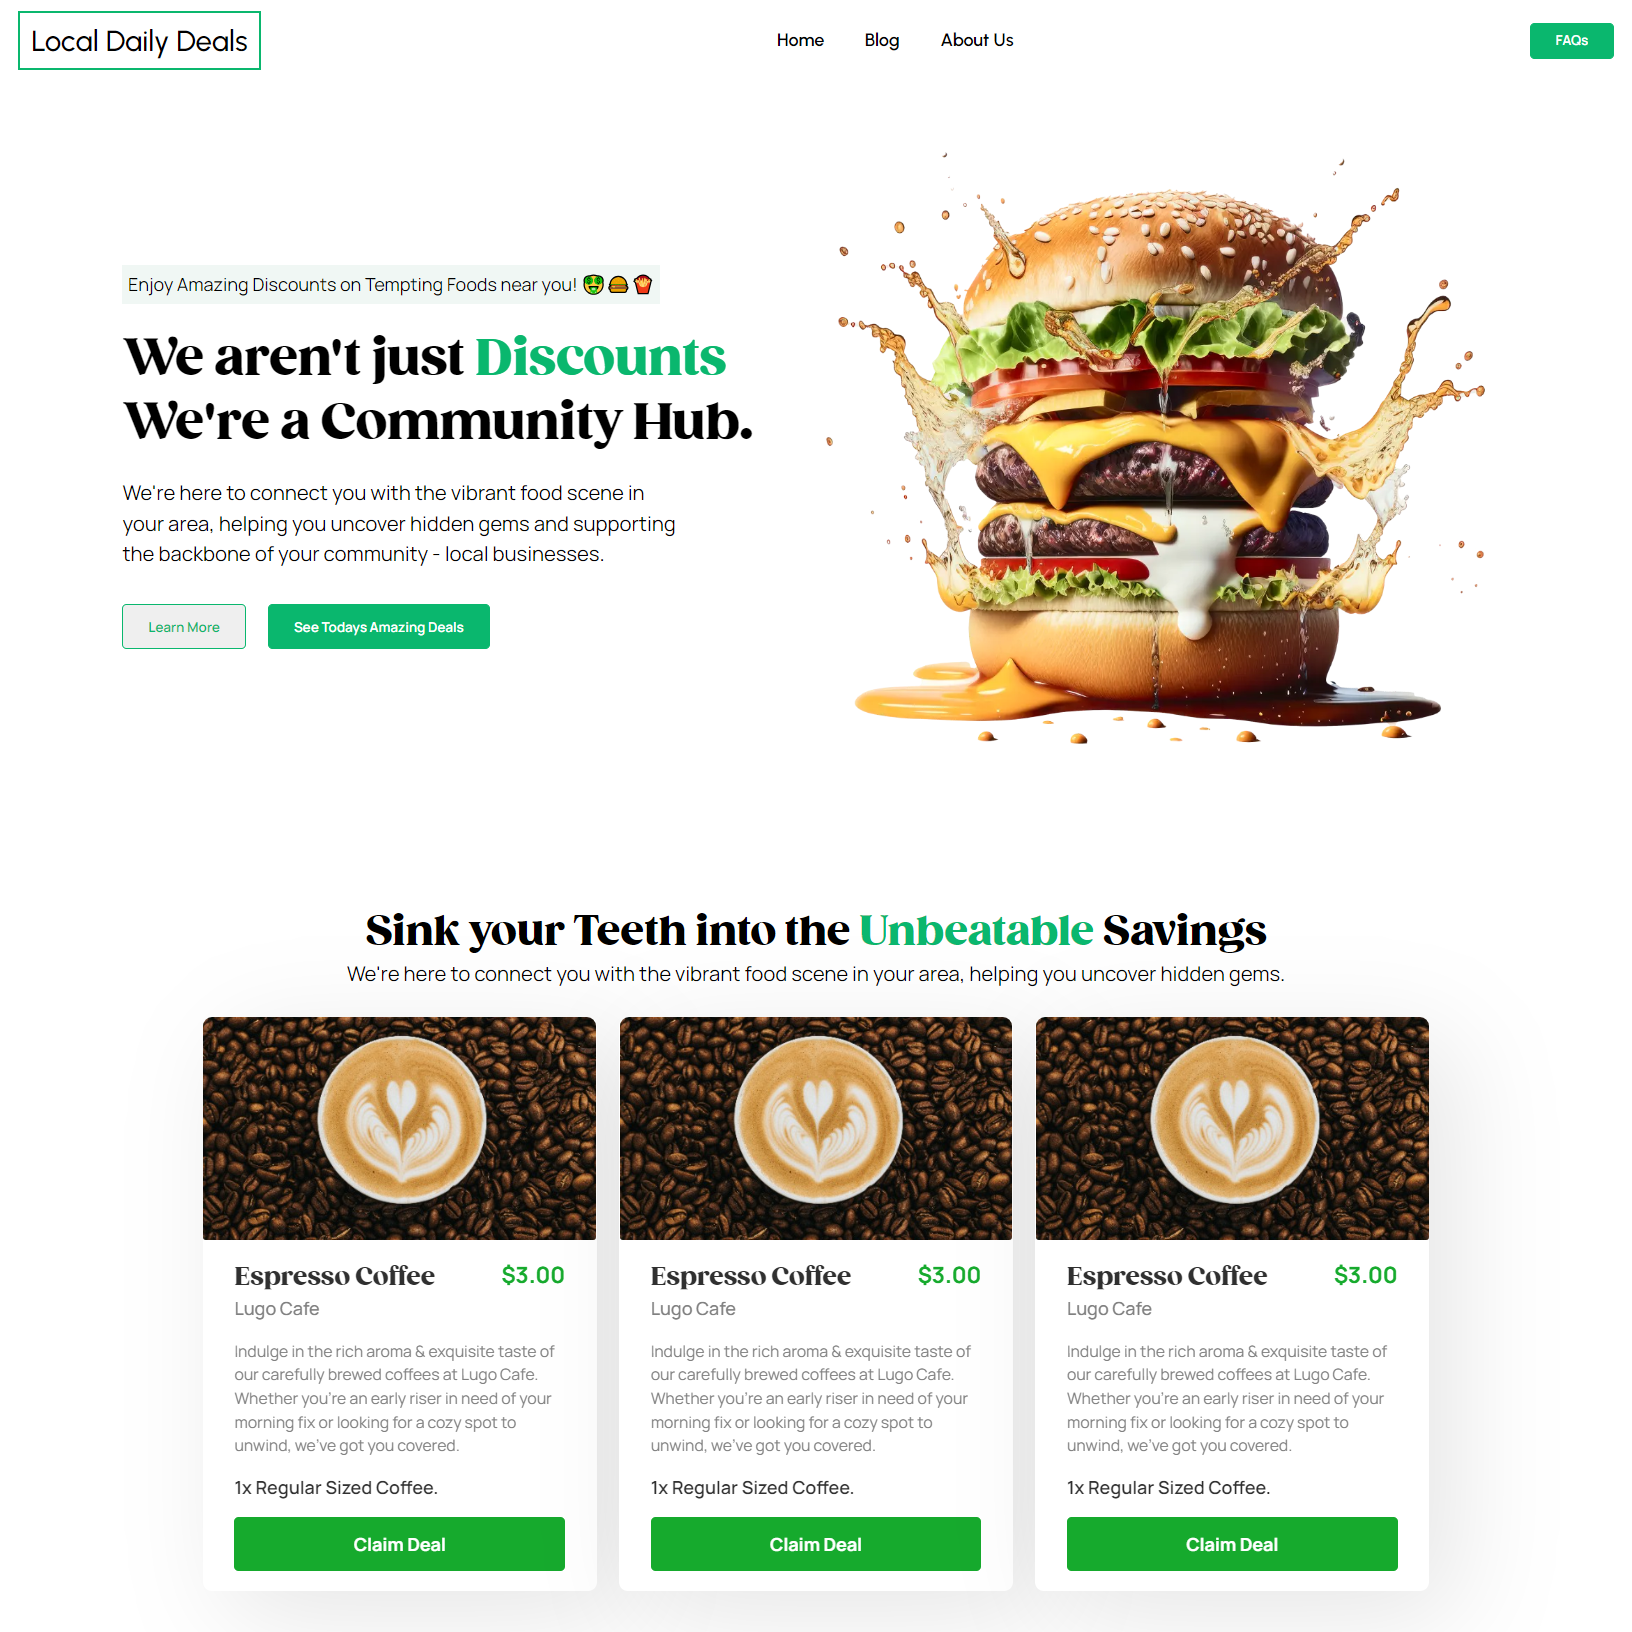 Local Daily Deals
Home
Blog
About Us
FAQs
Enjoy Amazing Discounts on Tempting Foods near you! 🤑🍔🍟
We aren't just Discounts
We're a Community Hub.
We're here to connect you with the vibrant food scene in
your area, helping you uncover hidden gems and supporting
the backbone of your community - local businesses.
Learn More
See Todays Amazing Deals
Sink your Teeth into the Unbeatable Savings
We're here to connect you with the vibrant food scene in your area, helping you uncover hidden gems.
Espresso Coffee
$3.00
Lugo Cafe
Indulge in the rich aroma & exquisite taste of
our carefully brewed coffees at Lugo Cafe.
Whether you’re an early riser in need of your
morning fix or looking for a cozy spot to
unwind, we’ve got you covered.
1x Regular Sized Coffee.
Claim Deal
Espresso Coffee
$3.00
Lugo Cafe
Indulge in the rich aroma & exquisite taste of
our carefully brewed coffees at Lugo Cafe.
Whether you’re an early riser in need of your
morning fix or looking for a cozy spot to
unwind, we’ve got you covered.
1x Regular Sized Coffee.
Claim Deal
Espresso Coffee
$3.00
Lugo Cafe
Indulge in the rich aroma & exquisite taste of
our carefully brewed coffees at Lugo Cafe.
Whether you’re an early riser in need of your
morning fix or looking for a cozy spot to
unwind, we’ve got you covered.
1x Regular Sized Coffee.
Claim Deal